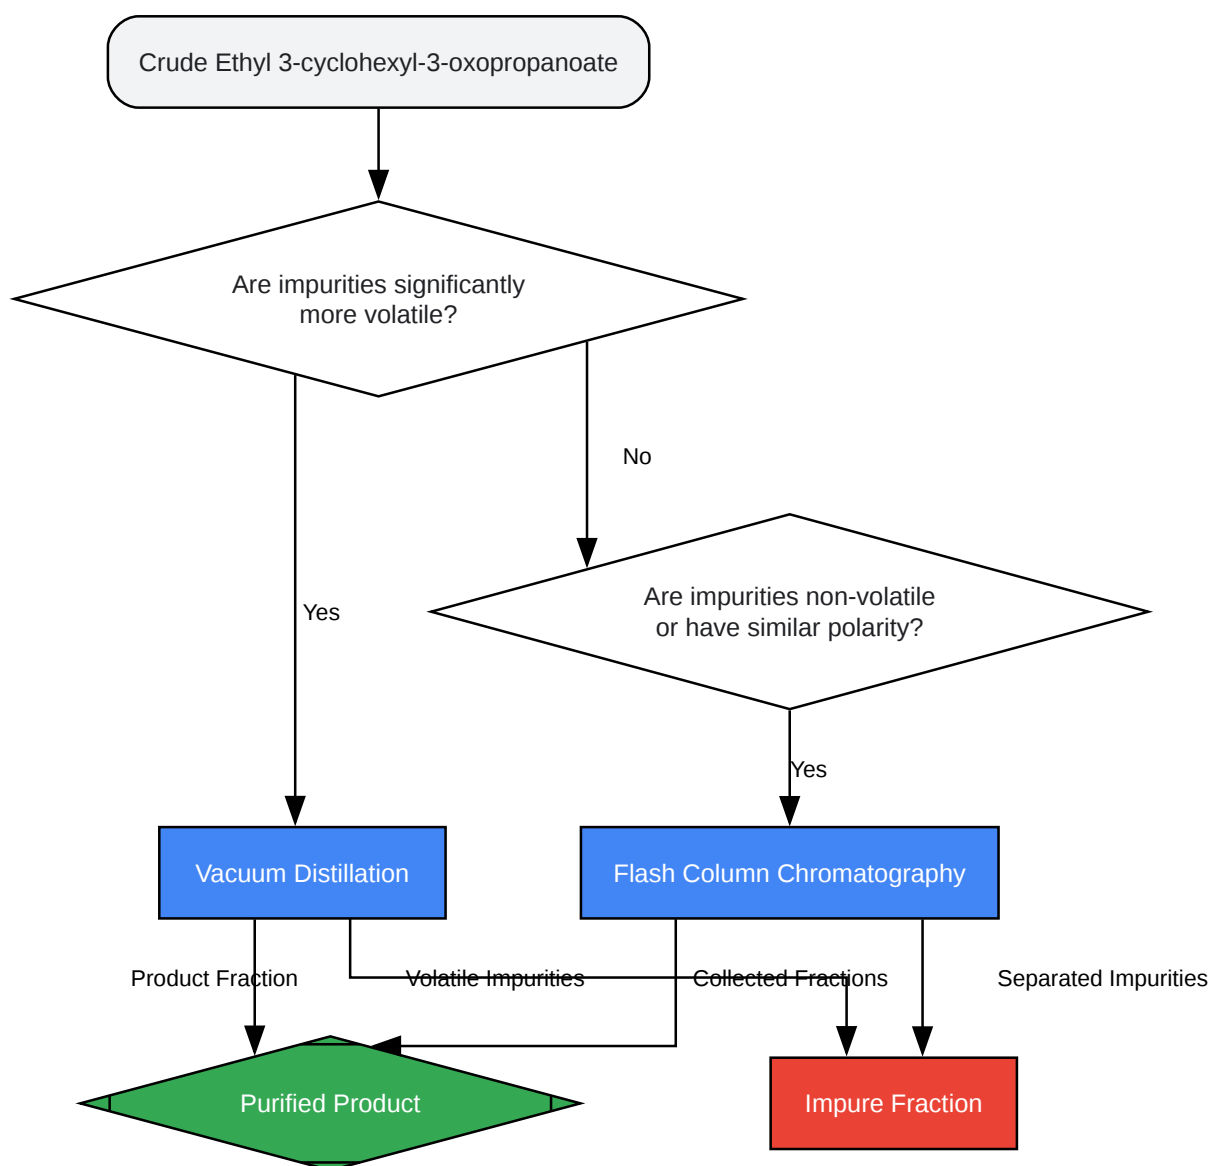 Crude Ethyl 3-cyclohexyl-3-oxopropanoate
Are impurities significantly
more volatile?
No
Are impurities non-volatile
or have similar polarity?
Yes
Yes
Vacuum Distillation
Flash Column Chromatography
Product Fraction
Volatile Impurities
Collected Fractions
Separated Impurities
Purified Product
Impure Fraction